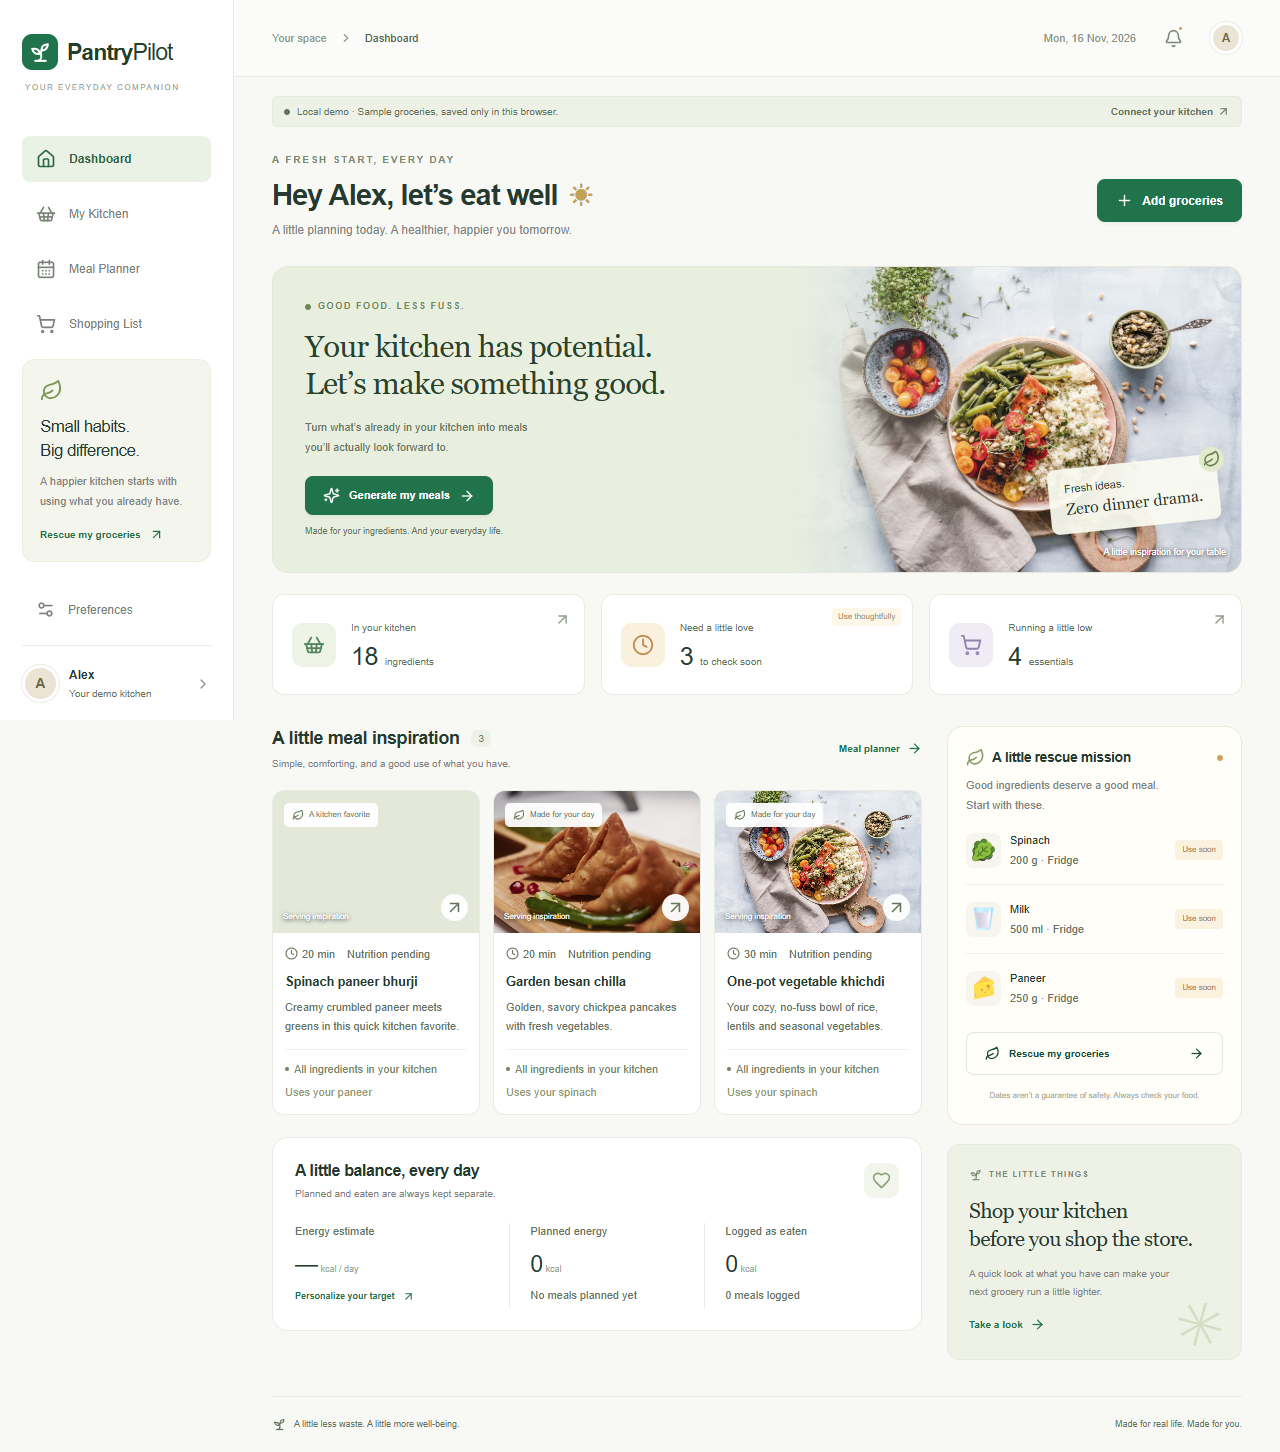 PantryPilot
YOUR EVERYDAY COMPANION
Dashboard
My Kitchen
Meal Planner
Shopping List
Small habits.
Big difference.
A happier kitchen starts with
using what you already have.
Rescue my groceries
Preferences
A
Alex
Your demo kitchen
Your space
Dashboard
Mon, 16 Nov, 2026
A
Local demo · Sample groceries, saved only in this browser.
Connect your kitchen
A FRESH START, EVERY DAY
Hey Alex, let’s eat well
A little planning today. A healthier, happier you tomorrow.
Add groceries
GOOD FOOD. LESS FUSS.
Your kitchen has potential.
Let’s make something good.
Turn what’s already in your kitchen into meals
you’ll actually look forward to.
Generate my meals
Made for your ingredients. And your everyday life.
Fresh ideas.
Zero dinner drama.
A little inspiration for your table
In your kitchen
18 ingredients
Need a little love
3 to check soon
Use thoughtfully
Running a little low
4 essentials
A little meal inspiration 3
Simple, comforting, and a good use of what you have.
Meal planner
A kitchen favorite
Serving inspiration
20 min Nutrition pending
Spinach paneer bhurji
Creamy crumbled paneer meets
greens in this quick kitchen favorite.
All ingredients in your kitchen
Uses your paneer
Made for your day
Serving inspiration
20 min Nutrition pending
Garden besan chilla
Golden, savory chickpea pancakes
with fresh vegetables.
All ingredients in your kitchen
Uses your spinach
Made for your day
Serving inspiration
30 min Nutrition pending
One-pot vegetable khichdi
Your cozy, no-fuss bowl of rice,
lentils and seasonal vegetables.
All ingredients in your kitchen
Uses your spinach
A little rescue mission
Good ingredients deserve a good meal.
Start with these.
Spinach
200 g · Fridge
Use soon
Milk
500 ml · Fridge
Use soon
Paneer
250 g · Fridge
Use soon
Rescue my groceries
Dates aren’t a guarantee of safety. Always check your food.
A little balance, every day
Planned and eaten are always kept separate.
Energy estimate
— kcal / day
Personalize your target
Planned energy
0 kcal
No meals planned yet
Logged as eaten
0 kcal
0 meals logged
THE LITTLE THINGS
Shop your kitchen
before you shop the store.
A quick look at what you have can make your
next grocery run a little lighter.
Take a look
A little less waste. A little more well-being.
Made for real life. Made for you.